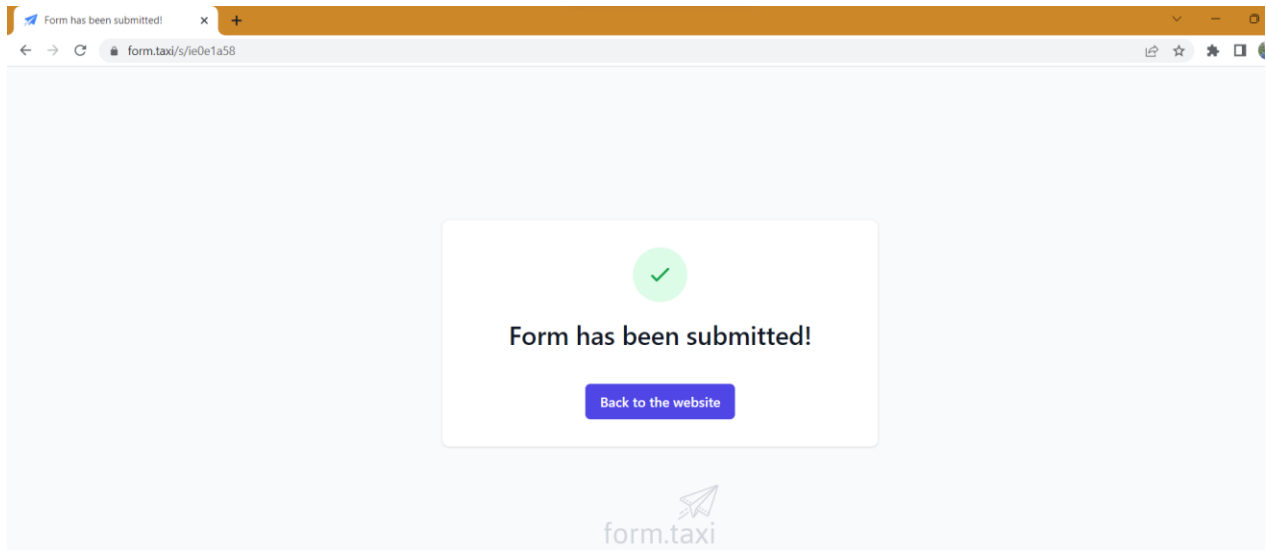 Form has been submitted!
form.taxi/s/ie0e1a58
Form has been submitted!
Back to the website
form.taxi